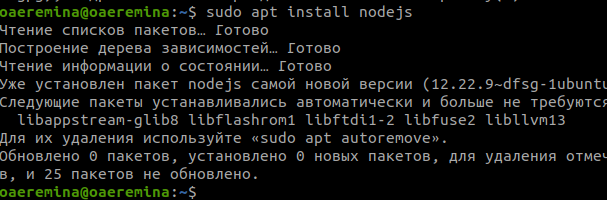 oaeremina@oaeremina:~$ sudo apt install nodejs
Чтение списков пакетов… Готово
Построение дерева зависимостей… Готово
Чтение информации о состоянии… Готово
Уже установлен пакет nodejs самой новой версии (12.22.9~dfsg-1ubuntu
Следующие пакеты устанавливались автоматически и больше не требуются
  libappstream-glib8 libflashrom1 libftdi1-2 libfuse2 libllvm13
Для их удаления используйте «sudo apt autoremove».
Обновлено 0 пакетов, установлено 0 новых пакетов, для удаления отмеч
в, и 25 пакетов не обновлено.
oaeremina@oaeremina:~$